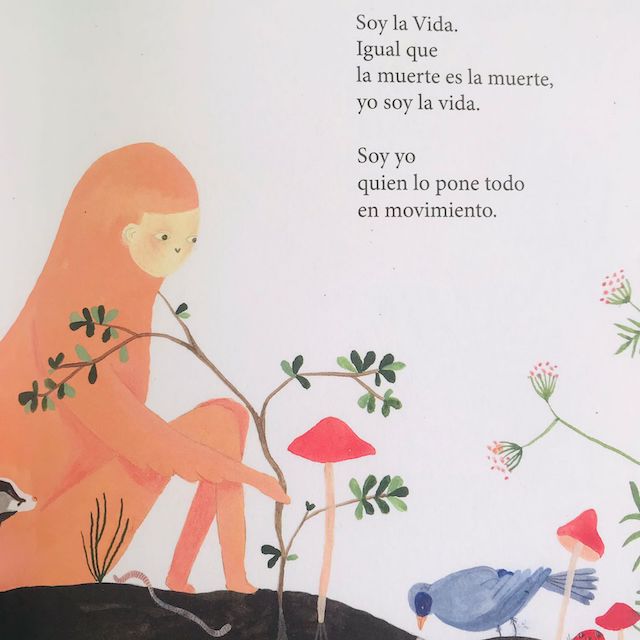 Soy la Vida.
Igual que
la muerte es la muerte,
yo soy la vida.
Soy yo
quien lo pone todo
en movimiento.